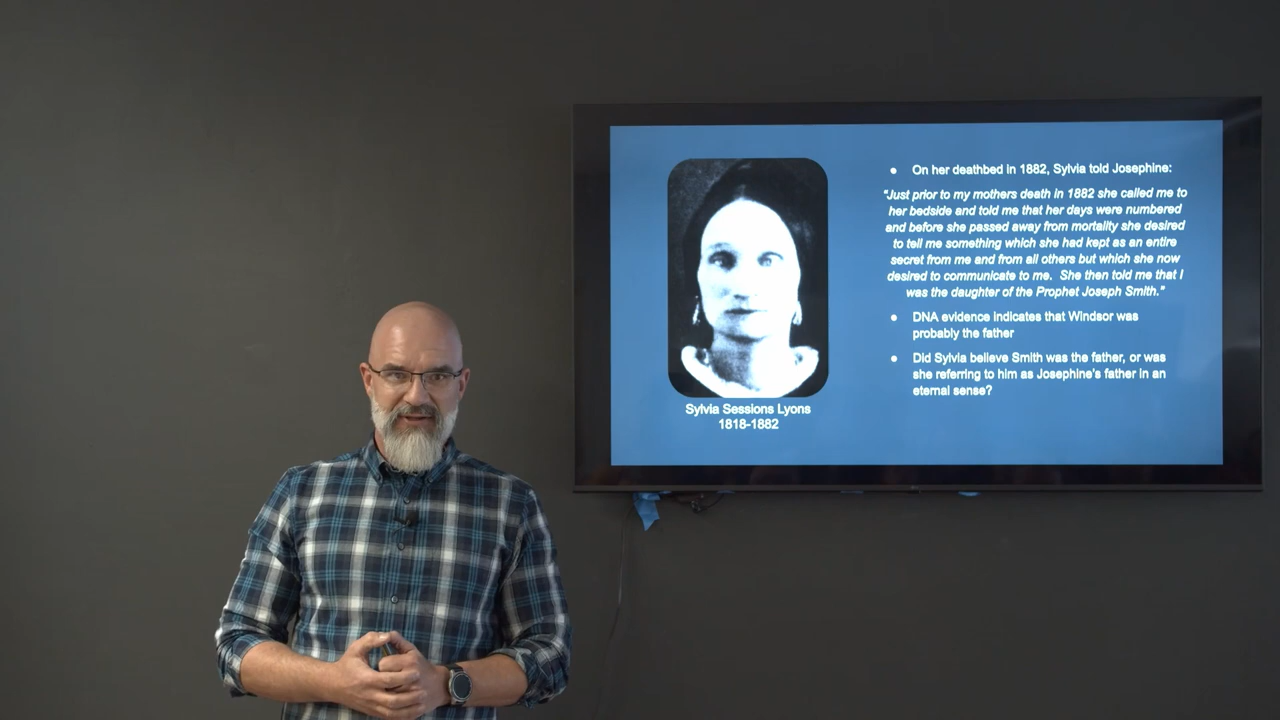 Sylvia Sessions Lyons
1818-1882
• On her deathbed in 1882, Sylvia told Josephine:
“Just prior to my mothers death in 1882 she called me to
her bedside and told me that her days were numbered
and before she passed away from mortality she desired
to tell me something which she had kept as an entire
secret from me and from all others but which she now
desired to communicate to me.  She then told me that I
was the daughter of the Prophet Joseph Smith.”
• DNA evidence indicates that Windsor was
probably the father
• Did Sylvia believe Smith was the father, or was
she referring to him as Josephine’s father in an
eternal sense?